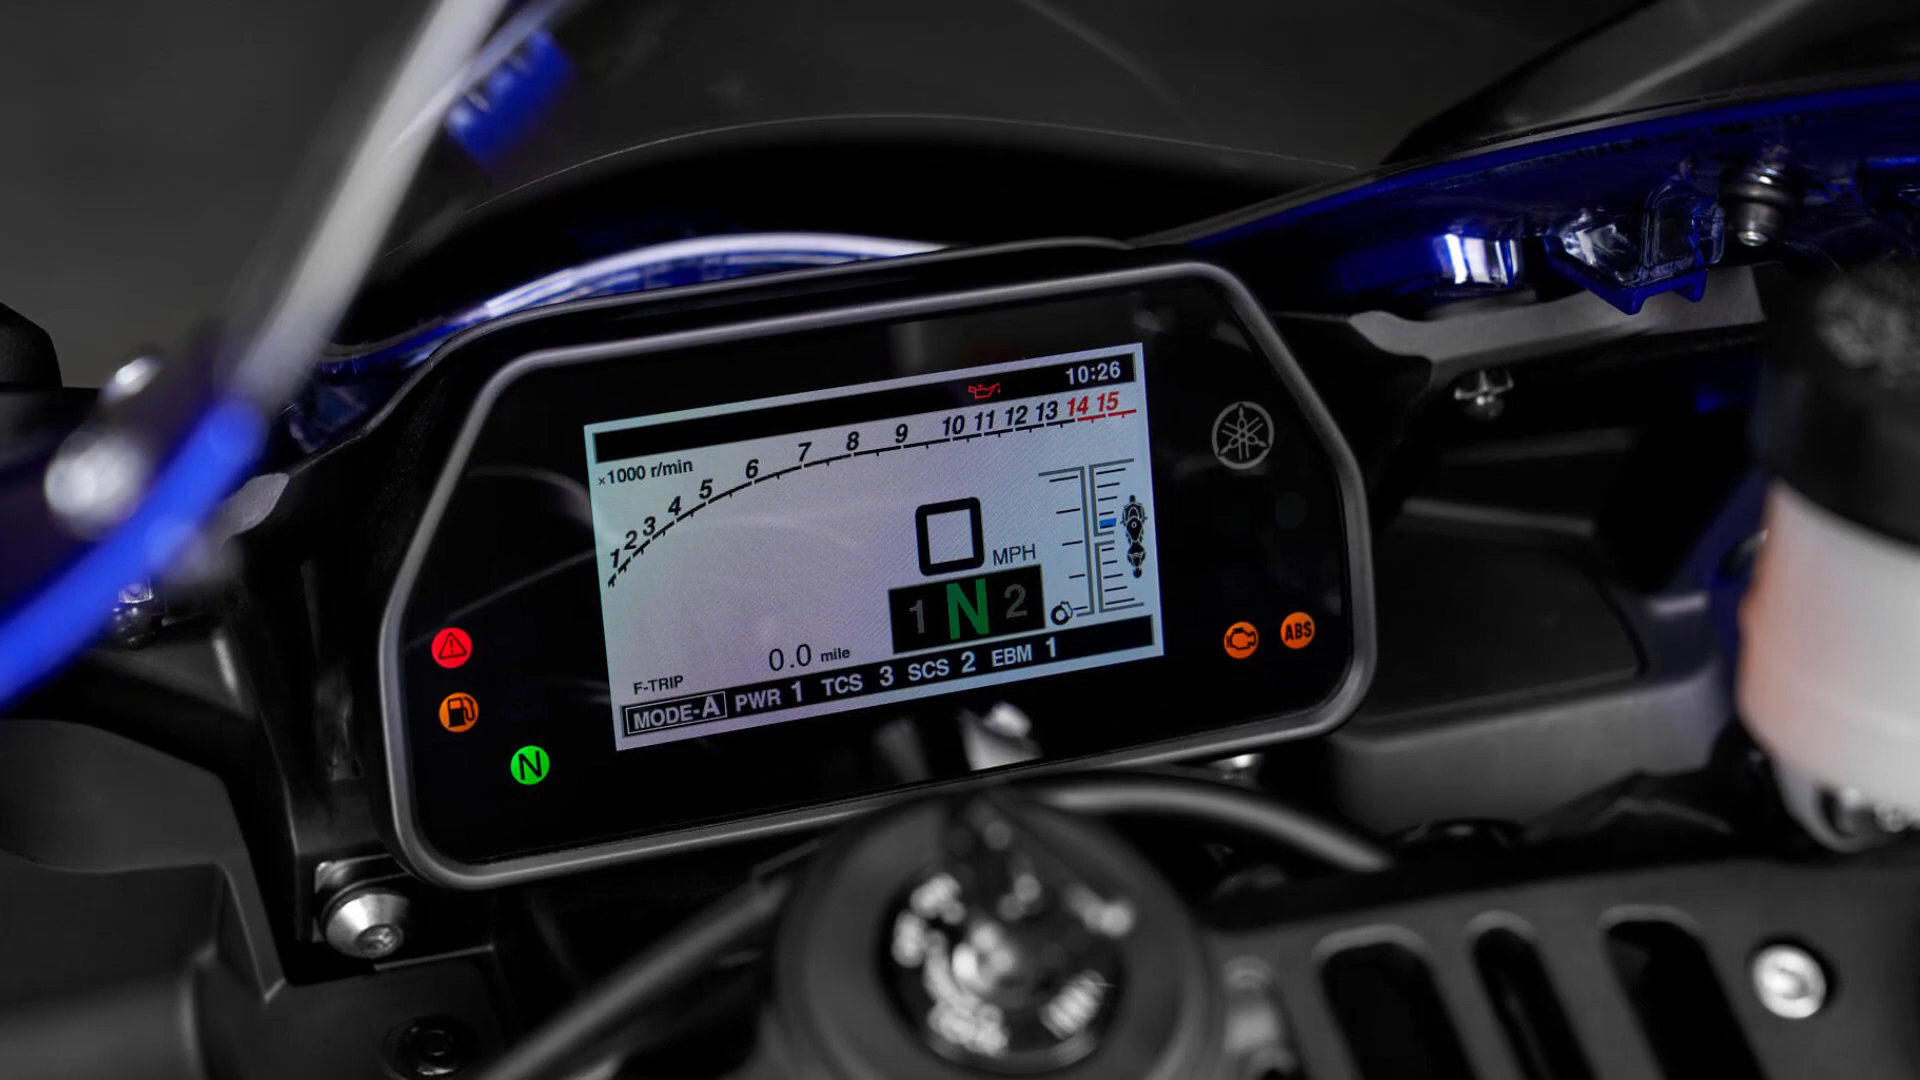 10:26
×1000 r/min
1 2 3 4 5 6 7 8 9 10 11 12 13 14 15
0 MPH
1 N 2
0.0 mile
F-TRIP
MODE-A PWR 1 TCS 3 SCS 2 EBM 1
ABS
N